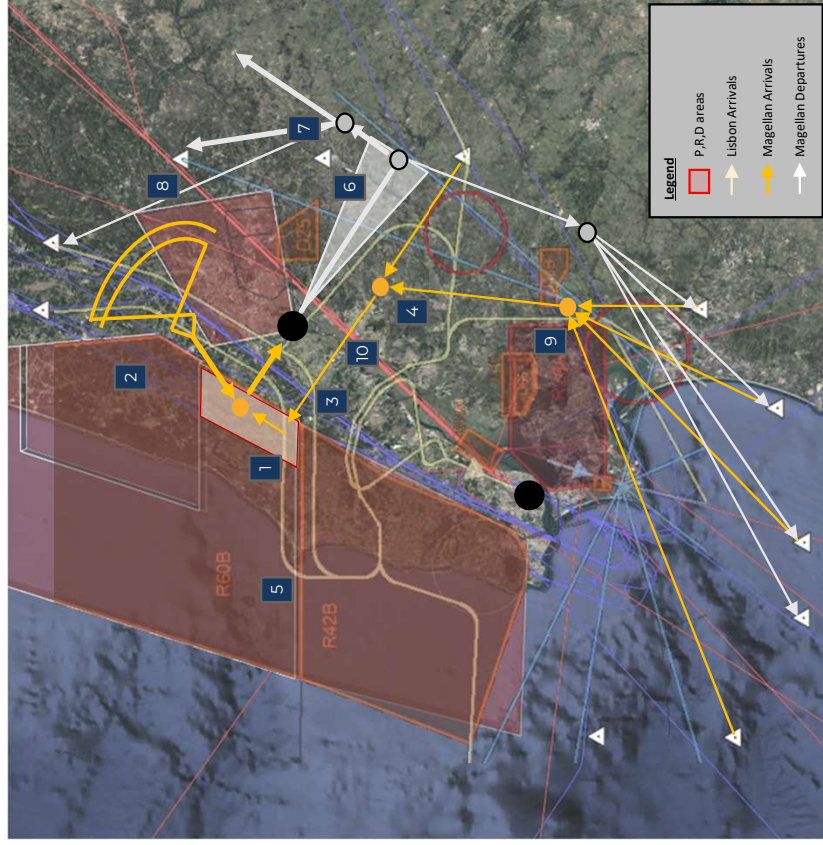 8
7
6
2
D25
4
10
9
3
1
R60B
5
R42B
Legend
P,R,D areas
Lisbon Arrivals
Magellan Arrivals
Magellan Departures